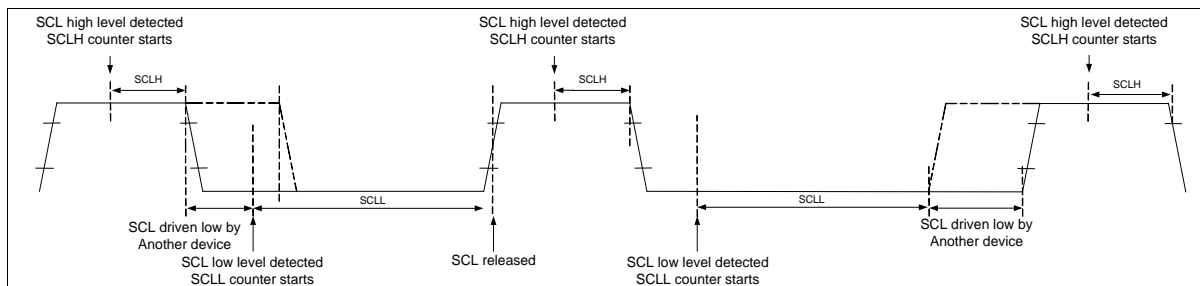 SCL high level detected
SCLH counter starts
SCL high level detected
SCLH counter starts
SCL high level detected
SCLH counter starts
SCLH
SCLH
SCLH
SCLL
SCLL
SCL driven low by
Another device
SCL low level detected
SCLL counter starts
SCL released
SCL low level detected
SCLL counter starts
SCL driven low by
Another device